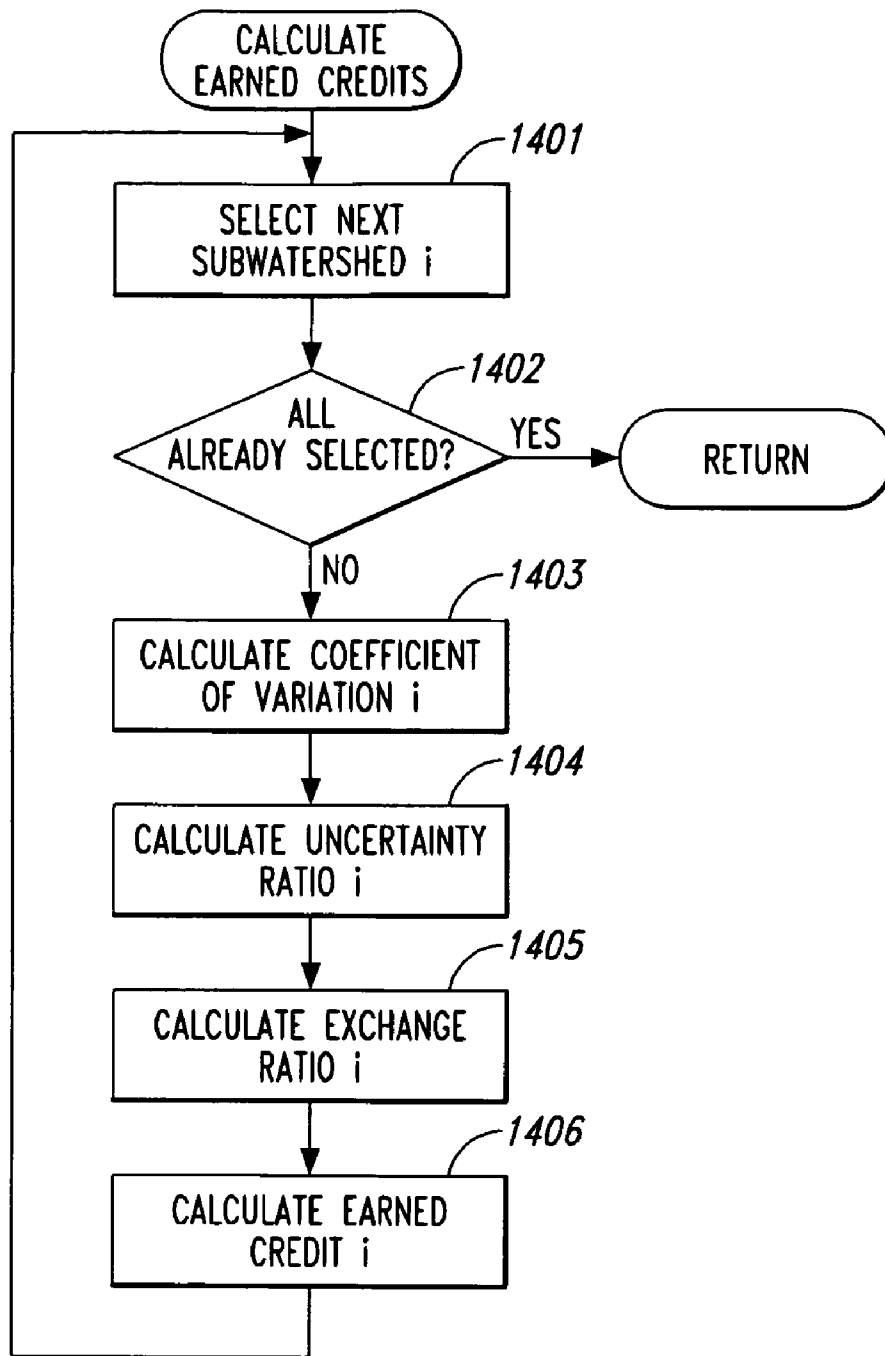 CALCULATE
EARNED CREDITS
1401
SELECT NEXT
SUBWATERSHED i
1402
ALL
ALREADY SELECTED?
YES
RETURN
NO
1403
CALCULATE COEFFICIENT
OF VARIATION i
1404
CALCULATE UNCERTAINTY
RATIO i
1405
CALCULATE EXCHANGE
RATIO i
1406
CALCULATE EARNED
CREDIT i